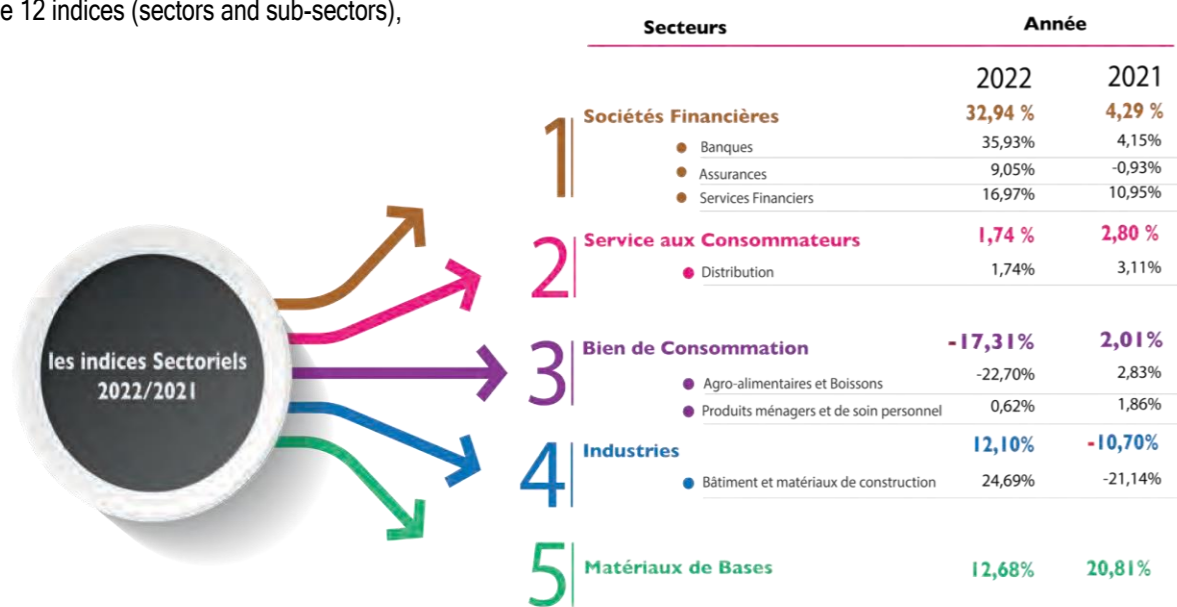 e 12 indices (sectors and sub-sectors),
Secteurs Année
2022 2021
1 Sociétés Financières 32,94 % 4,29 %
Banques 35,93% 4,15%
Assurances 9,05% -0,93%
Services Financiers 16,97% 10,95%
2 Service aux Consommateurs 1,74 % 2,80 %
Distribution 1,74% 3,11%
les indices Sectoriels
2022/2021
3 Bien de Consommation -17,31% 2,01%
Agro-alimentaires et Boissons -22,70% 2,83%
Produits ménagers et de soin personnel 0,62% 1,86%
4 Industries 12,10% -10,70%
Bâtiment et matériaux de construction 24,69% -21,14%
5 Matériaux de Bases 12,68% 20,81%